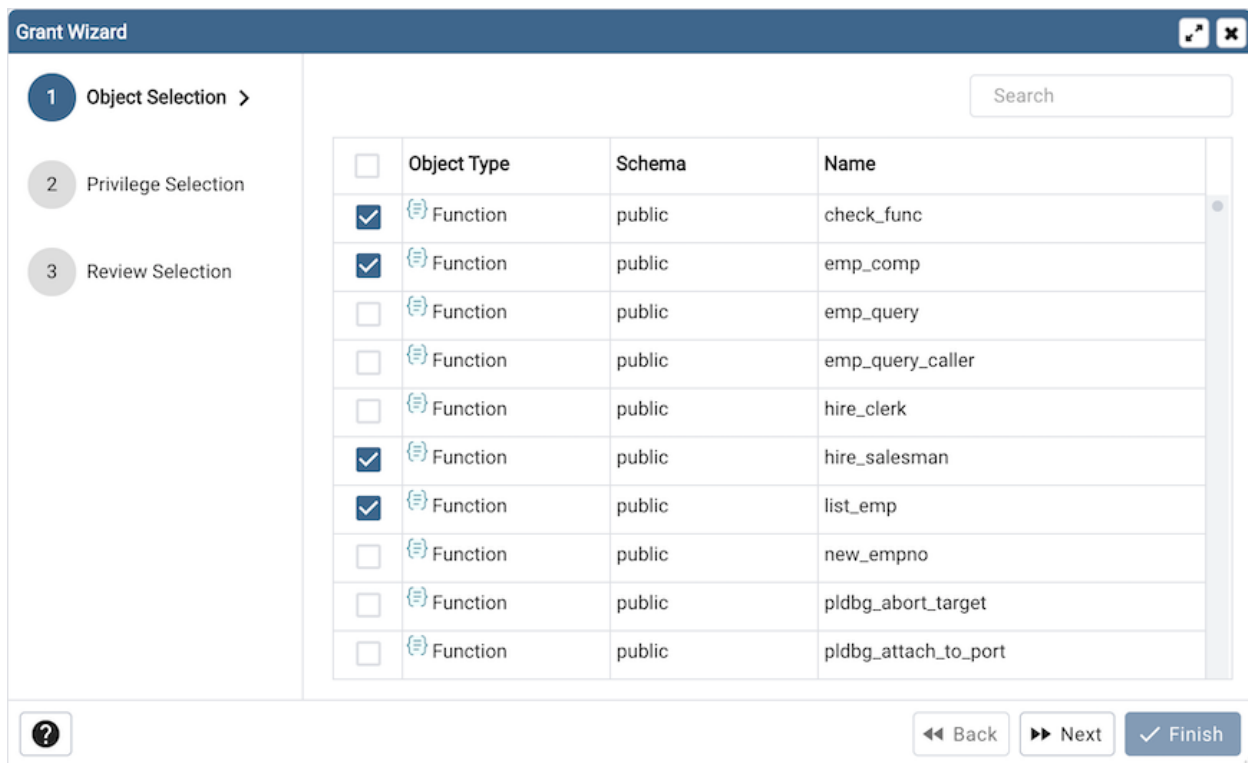 Grant Wizard
1 Object Selection
2 Privilege Selection
3 Review Selection
Search
Object Type Schema Name
Function public check_func
Function public emp_comp
Function public emp_query
Function public emp_query_caller
Function public hire_clerk
Function public hire_salesman
Function public list_emp
Function public new_empno
Function public pldbg_abort_target
Function public pldbg_attach_to_port
? Back Next Finish